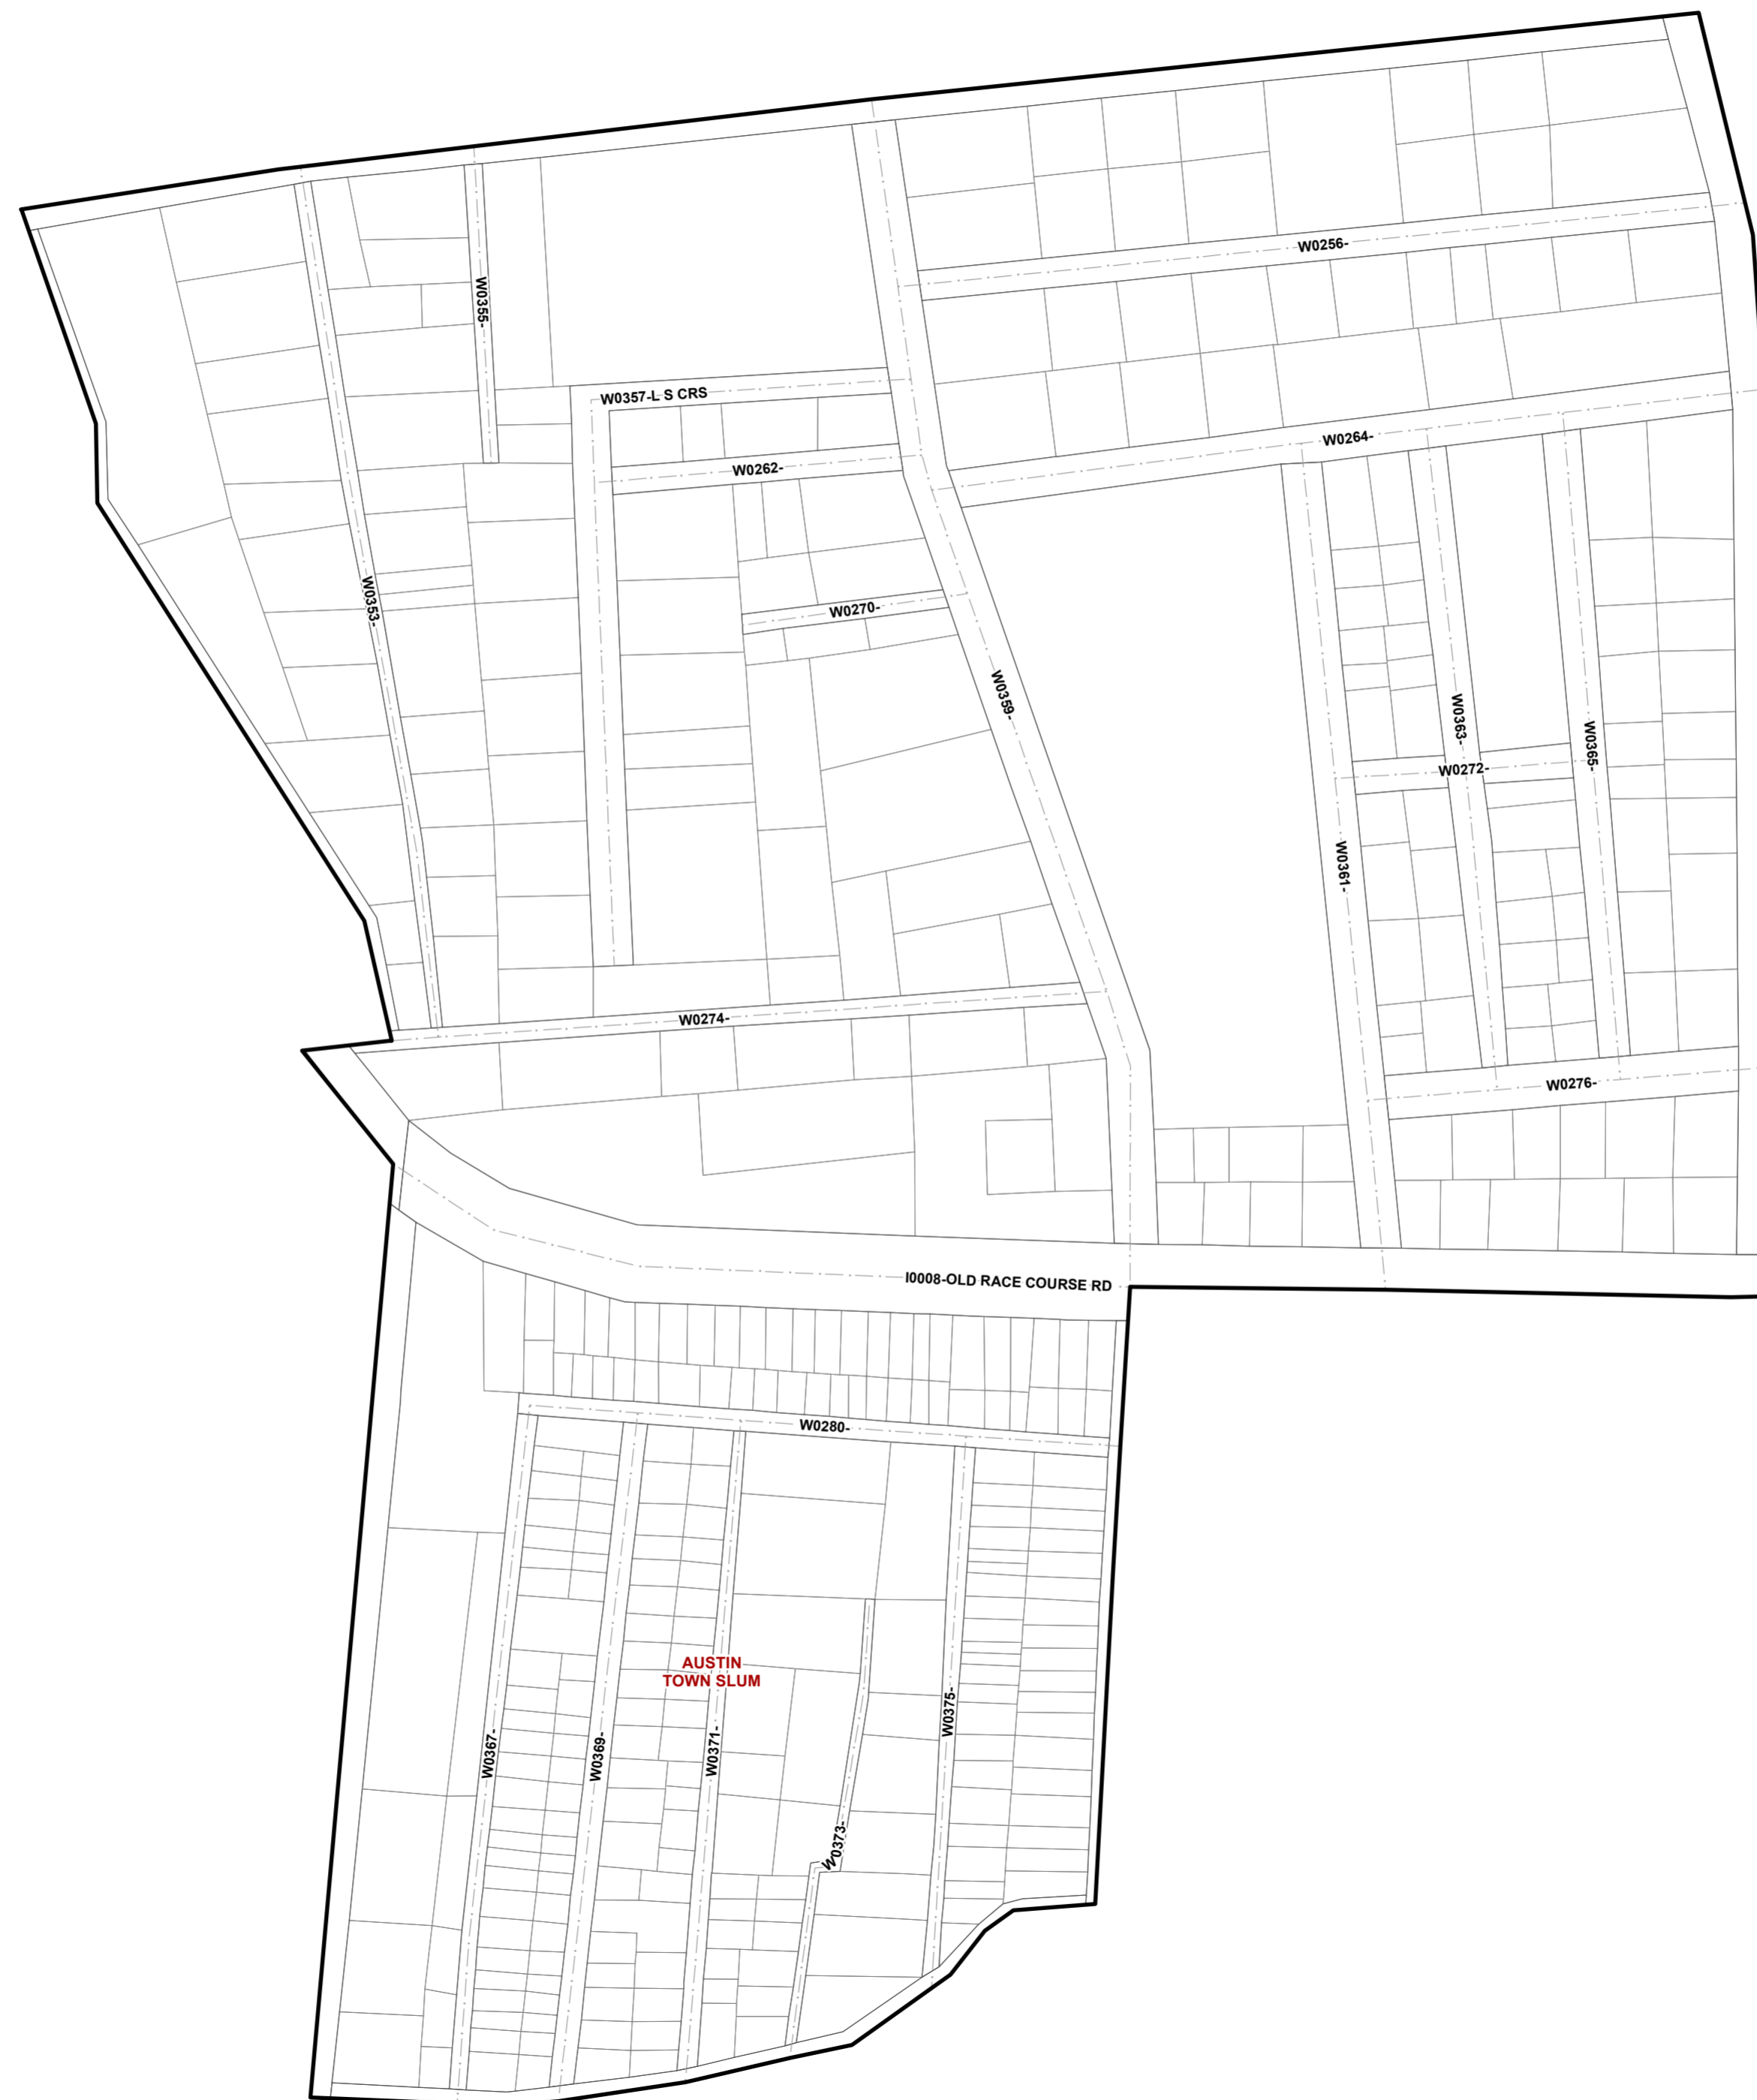 W0256-
W0355-
W0357-L S CRS
W0264-
W0262-
W0353-
W0270-
W0359-
W0363-
W0365-
W0272-
W0361-
W0274-
W0276-
I0008-OLD RACE COURSE RD
W0280-
AUSTIN
TOWN SLUM
W0375-
W0367-
W0369-
W0371-
W0373-